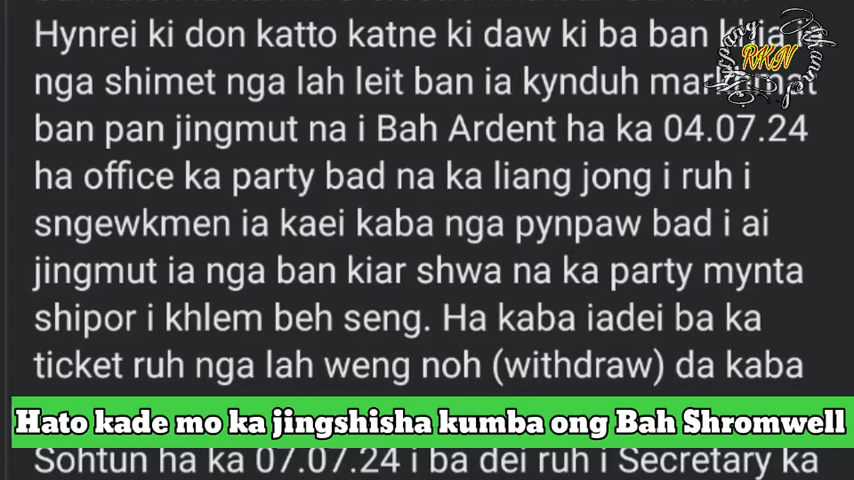 Hynrei ki don katto katne ki daw ki ba ban
nga shimet nga lah leit ban ia kynduh
ban pan jingmut na i Bah Ardent ha ka 04.07.24
ha office ka party bad na ka liang jong i ruh i
sngewkmen ia kaei kaba nga pynpaw bad i ai
jingmut ia nga ban kiar shwa na ka party mynta
shipor i khlem beh seng. Ha kaba iadei ba ka
ticket ruh nga lah weng noh (withdraw) da kaba
Hato kade mo ka jingshisha kumba ong Bah Shromwell
Sohtun ha ka 07.07.24 i ba dei ruh i Secretary ka
RKN